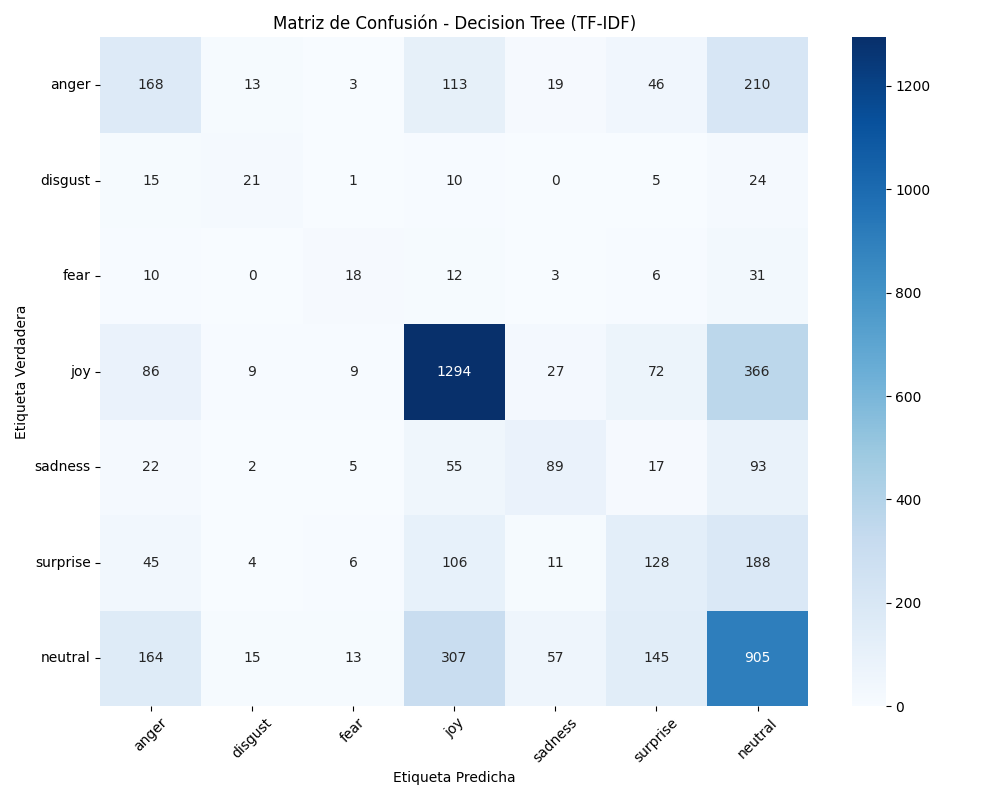 Matriz de Confusión - Decision Tree (TF-IDF)
Etiqueta Verdadera
anger 168 13 3 113 19 46 210
disgust 15 21 1 10 0 5 24
fear 10 0 18 12 3 6 31
joy 86 9 9 1294 27 72 366
sadness 22 2 5 55 89 17 93
surprise 45 4 6 106 11 128 188
neutral 164 15 13 307 57 145 905
anger disgust fear joy sadness surprise neutral
Etiqueta Predicha
1200
1000
800
600
400
200
0